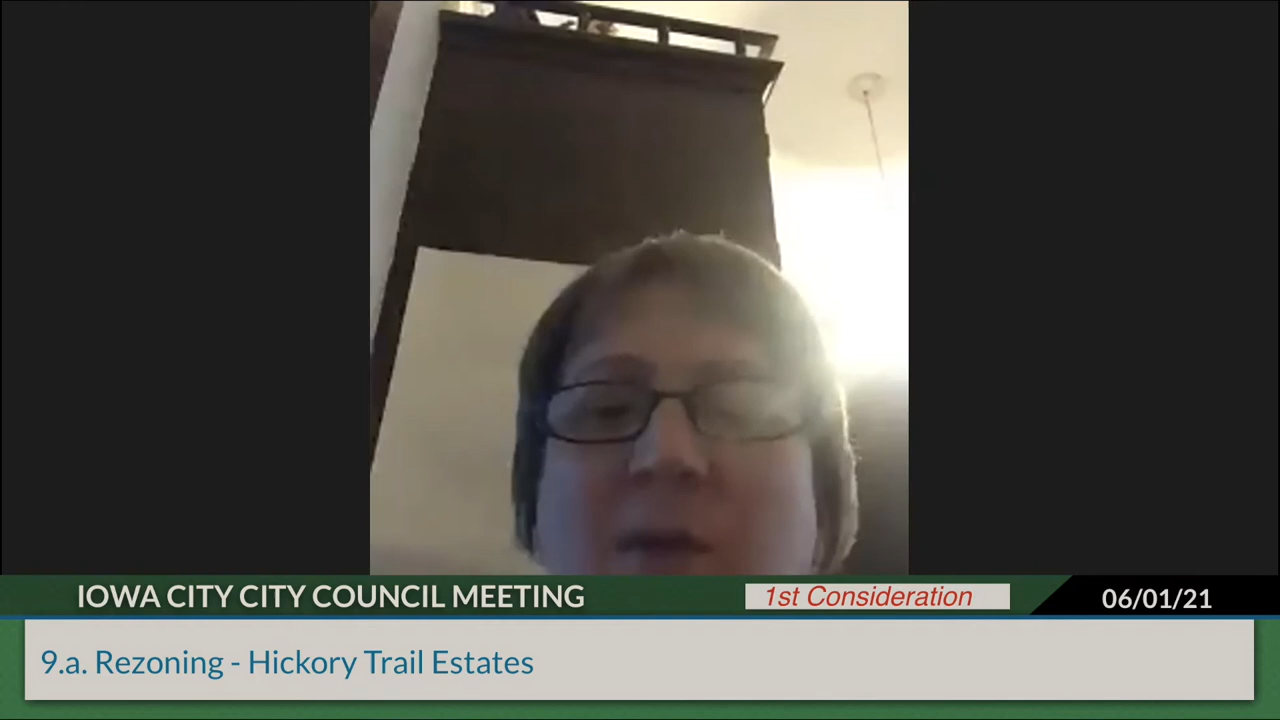 IOWA CITY CITY COUNCIL MEETING
1st Consideration
06/01/21
9.a. Rezoning - Hickory Trail Estates